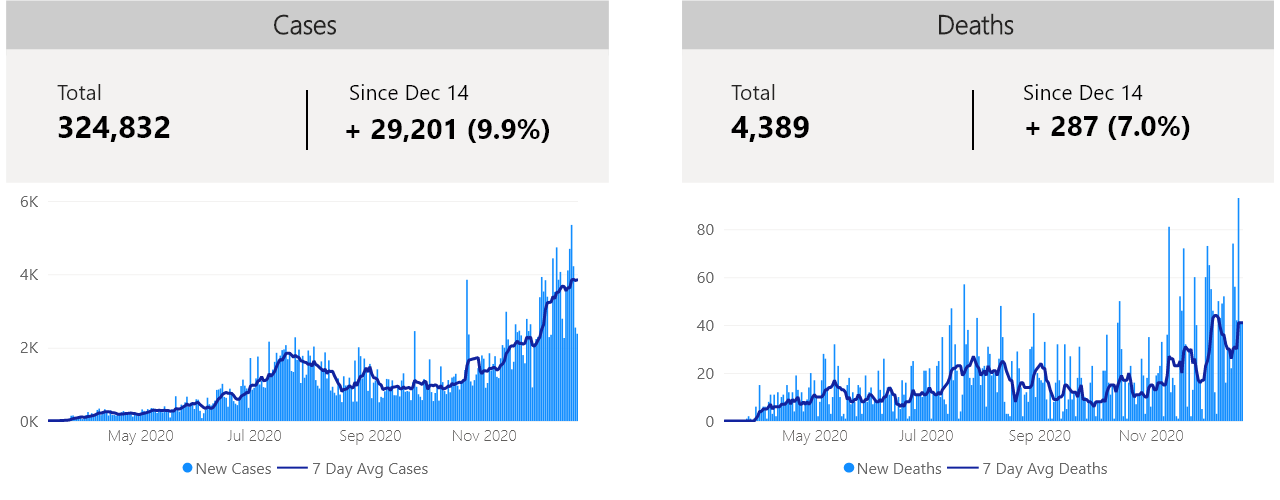 Cases
Total
324,832
Since Dec 14
+ 29,201 (9.9%)
6K
4K
2K
0K
May 2020
Jul 2020
Sep 2020
Nov 2020
New Cases
7 Day Avg Cases
Deaths
Total
4,389
Since Dec 14
+ 287 (7.0%)
80
60
40
20
0
May 2020
Jul 2020
Sep 2020
Nov 2020
New Deaths
7 Day Avg Deaths